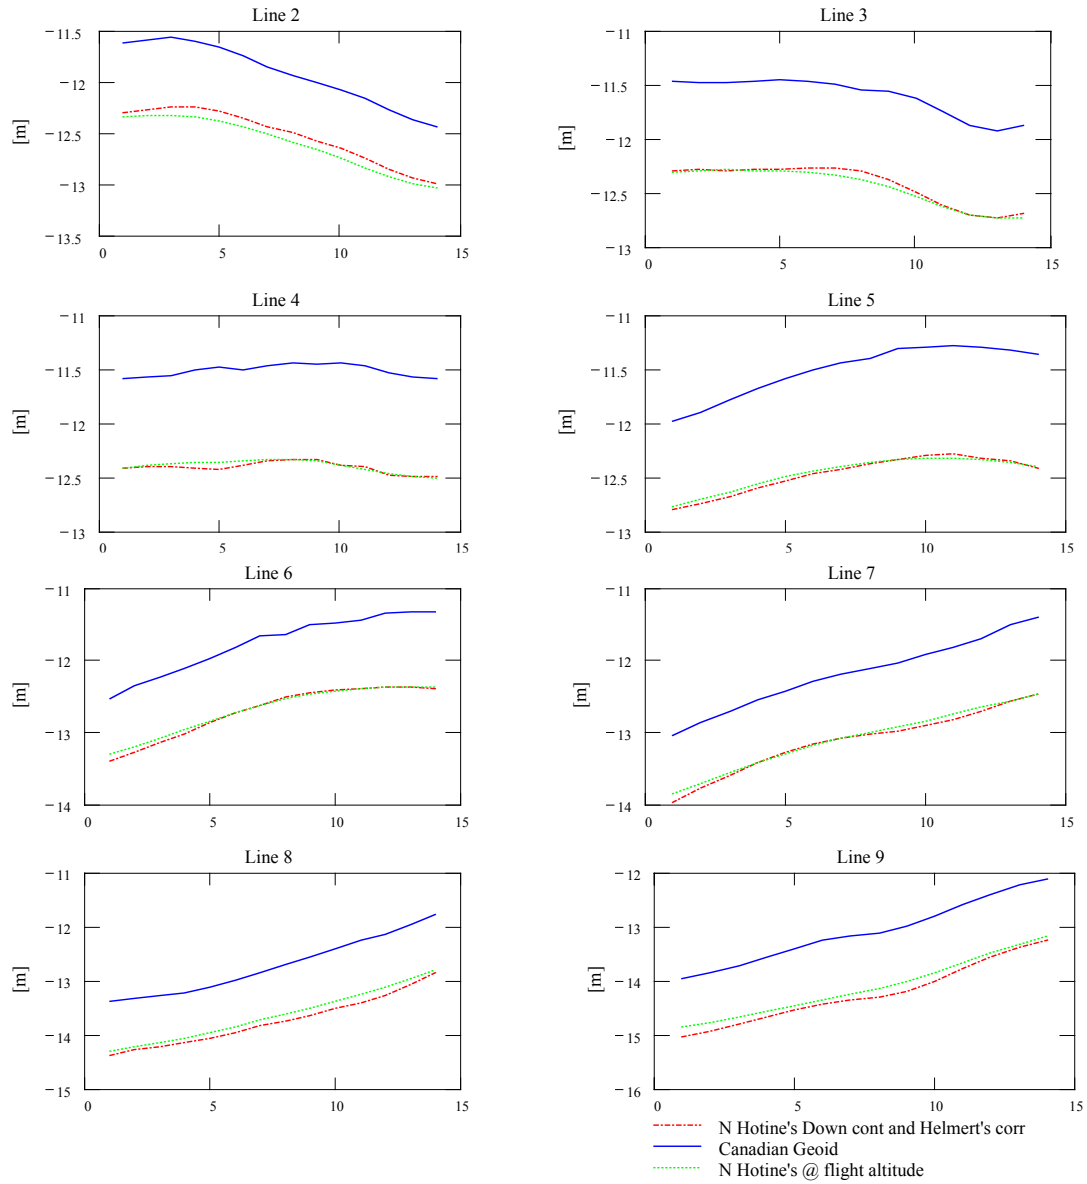 Line 2
−11.5
−12
−12.5
−13
−13.5
[m]
0 5 10 15
Line 3
−11
−11.5
−12
−12.5
−13
[m]
0 5 10 15
Line 4
−11
−11.5
−12
−12.5
−13
[m]
0 5 10 15
Line 5
−11
−11.5
−12
−12.5
−13
[m]
0 5 10 15
Line 6
−11
−12
−13
−14
[m]
0 5 10 15
Line 7
−11
−12
−13
−14
[m]
0 5 10 15
Line 8
−11
−12
−13
−14
−15
[m]
0 5 10 15
Line 9
−12
−13
−14
−15
−16
[m]
0 5 10 15
N Hotine's Down cont and Helmert's corr
Canadian Geoid
N Hotine's @ flight altitude